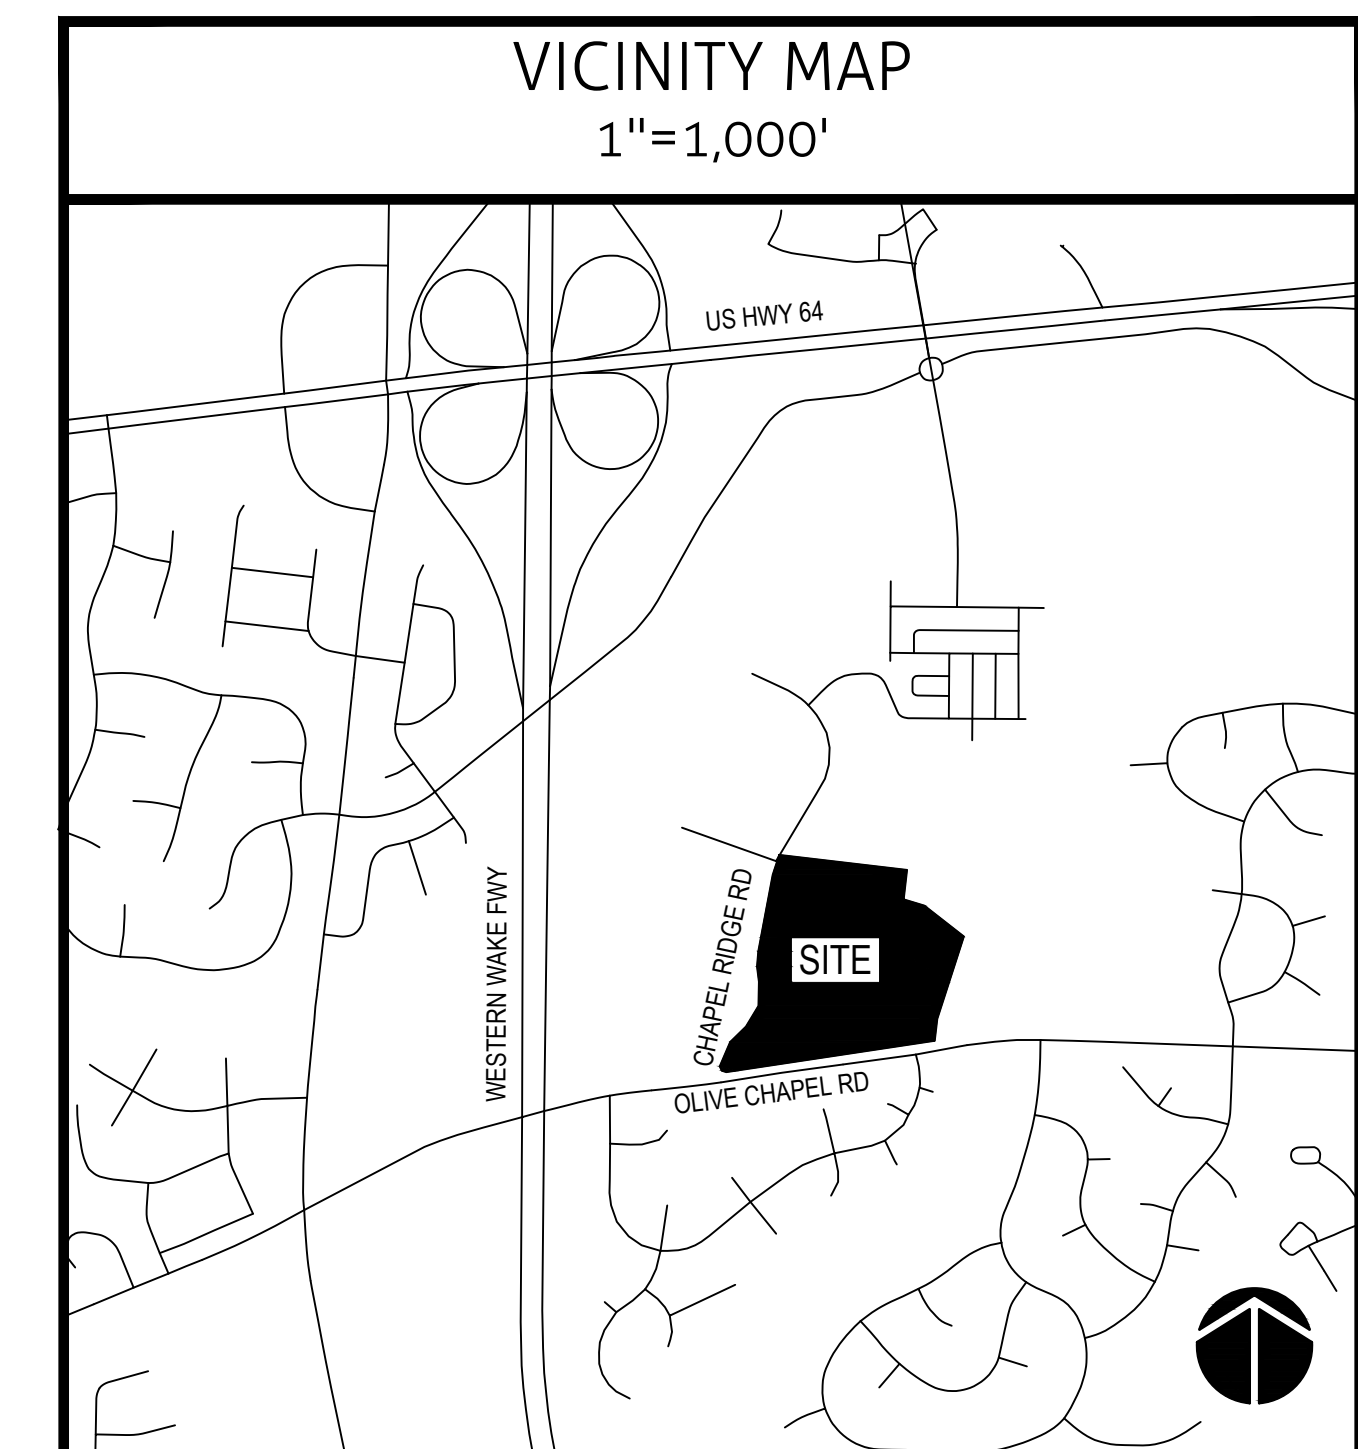 VICINITY MAP
1"=1,000'
US HWY 64
WESTERN WAKE FWY
CHAPEL RIDGE RD
SITE
OLIVE CHAPEL RD